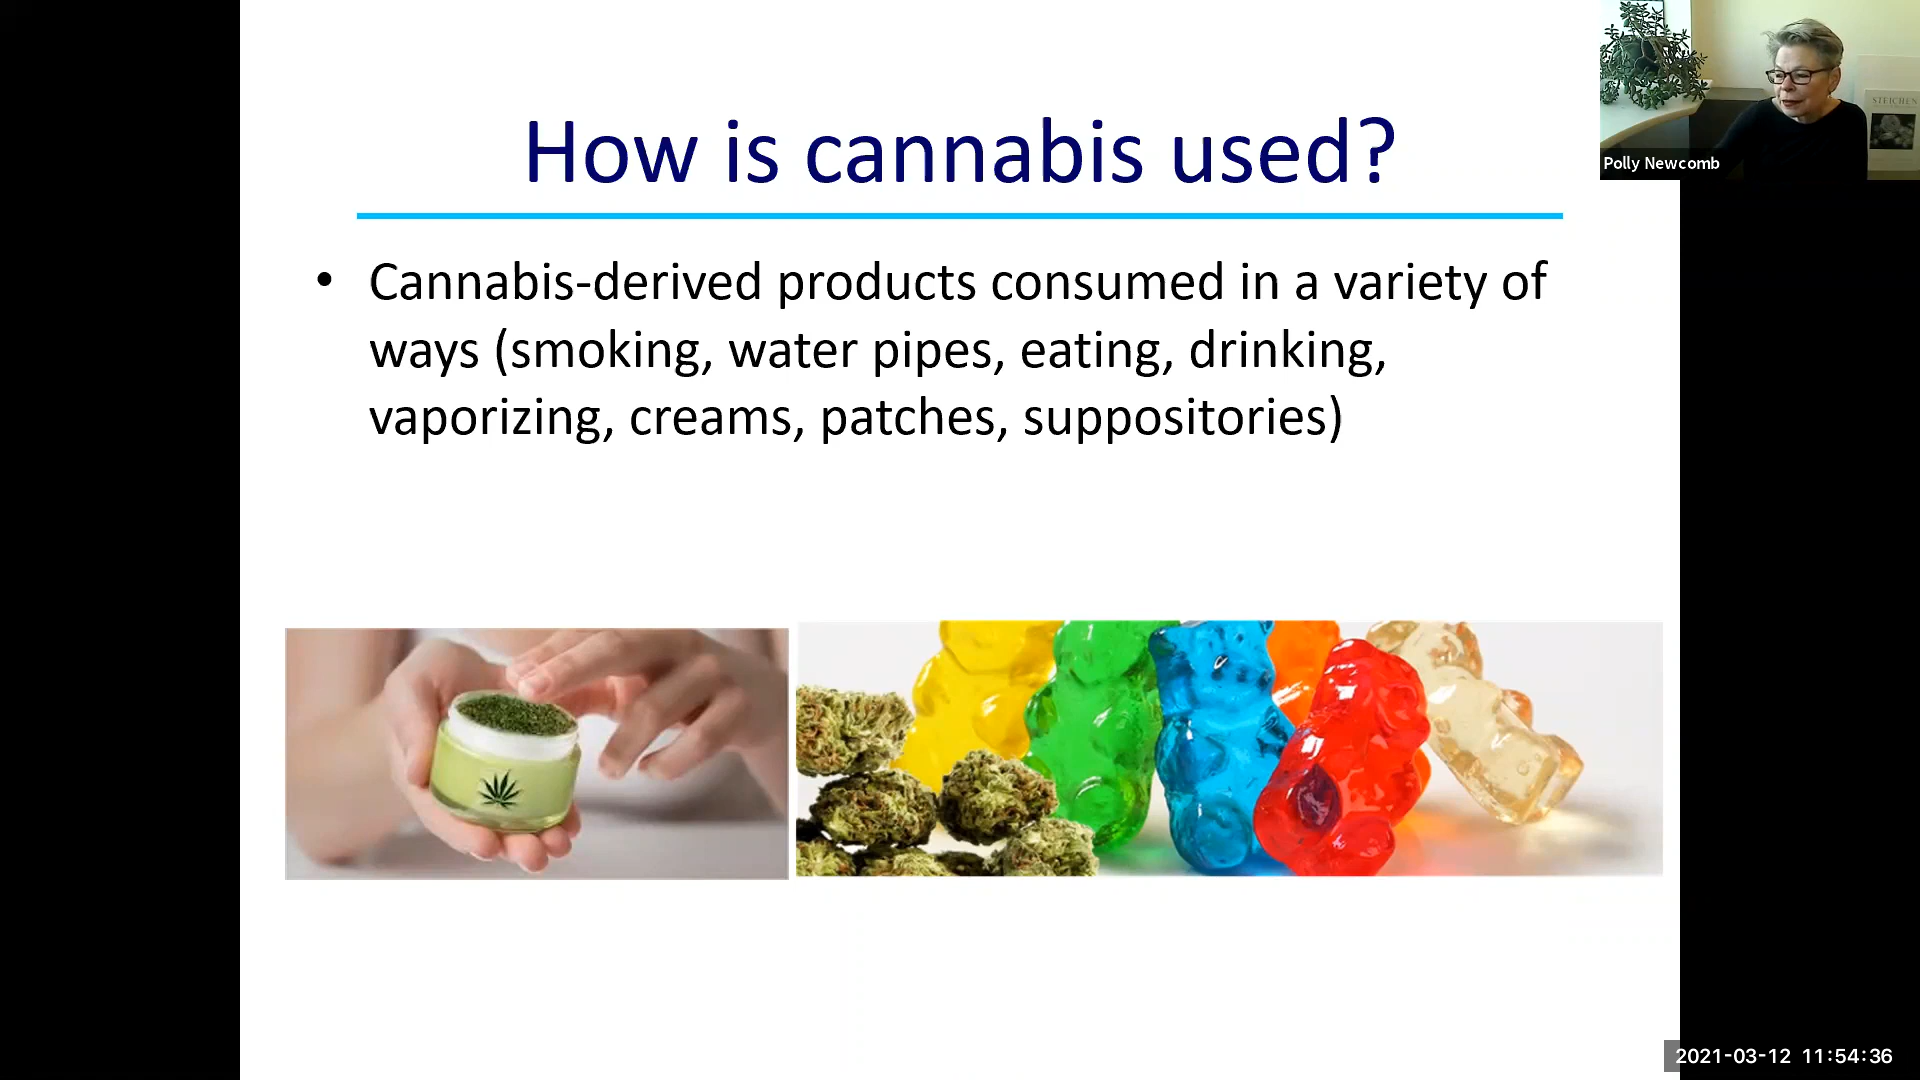 How is cannabis used?
• Cannabis-derived products consumed in a variety of
ways (smoking, water pipes, eating, drinking,
vaporizing, creams, patches, suppositories)
STEICHEN
Polly Newcomb
2021-03-12 11:54:36